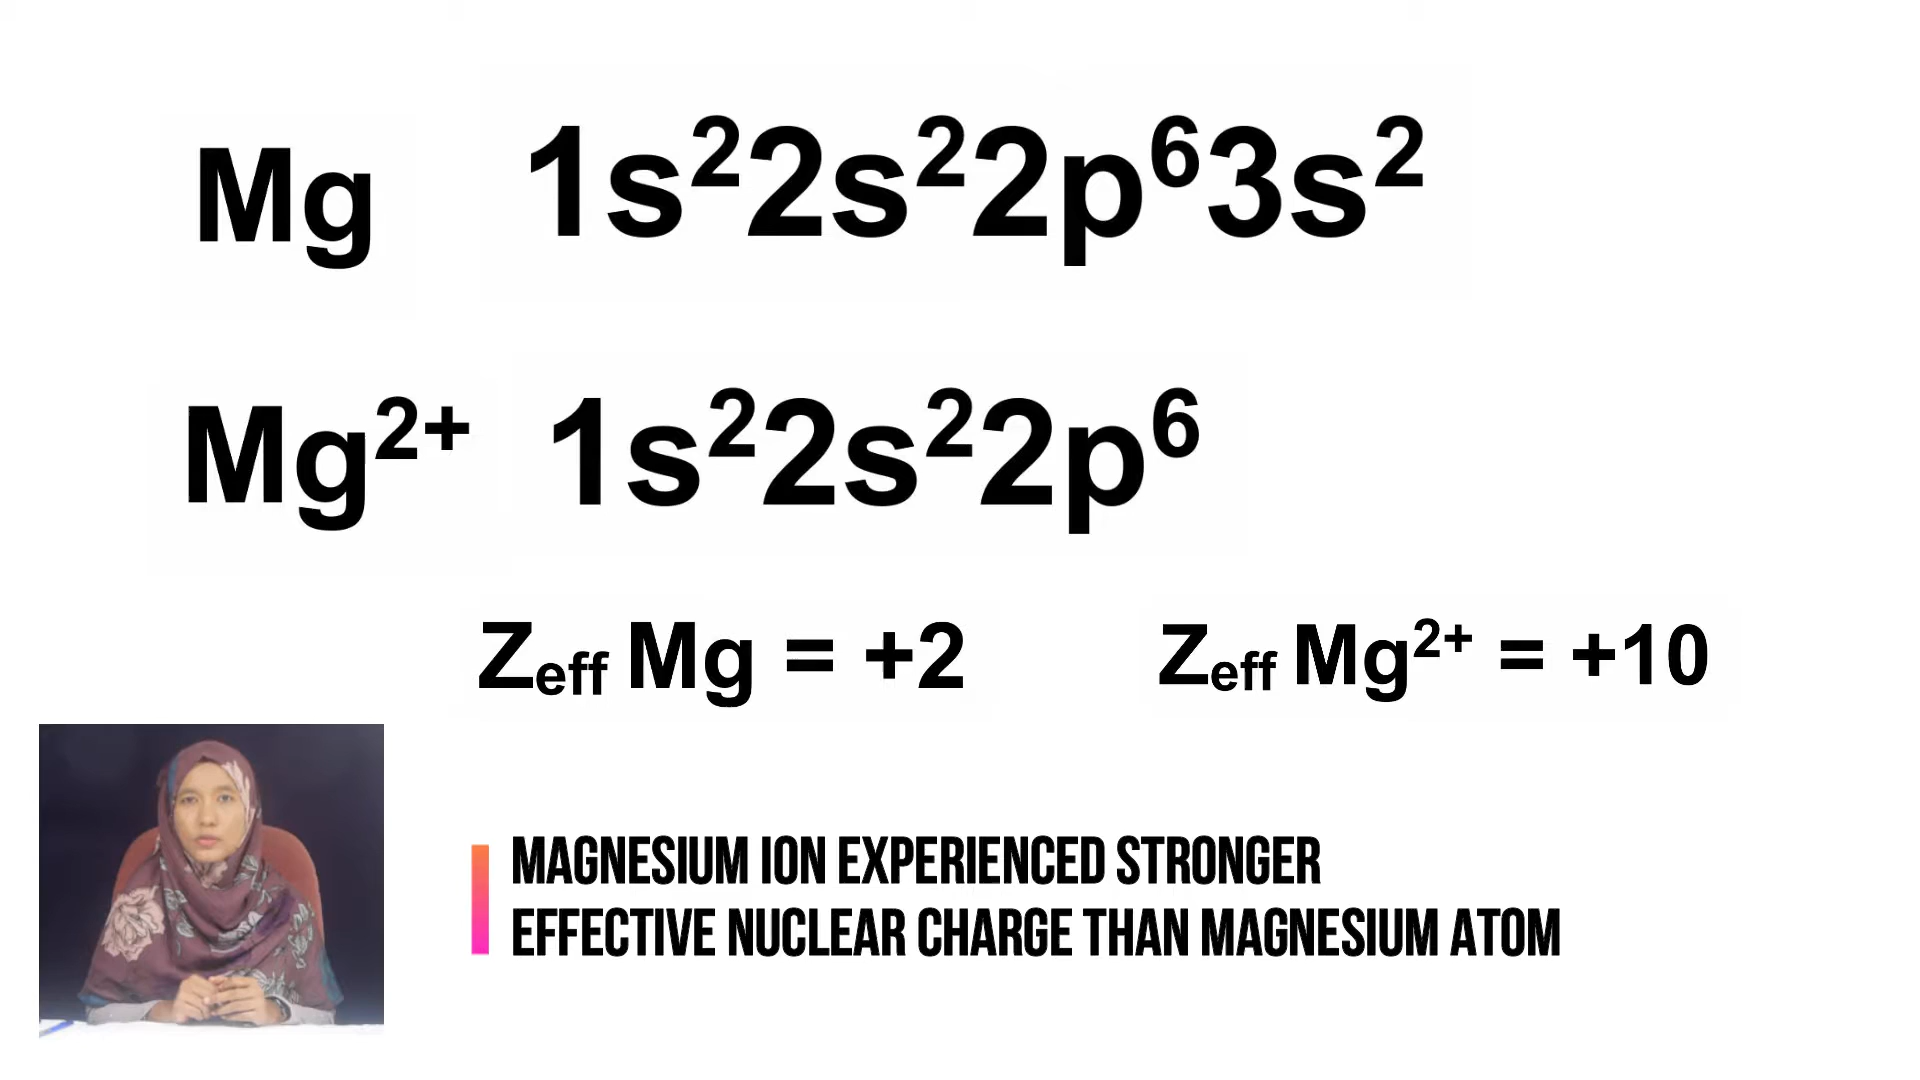 Mg 1s²2s²2p⁶3s²
Mg²⁺ 1s²2s²2p⁶
Zeff Mg = +2 Zeff Mg²⁺ = +10
MAGNESIUM ION EXPERIENCED STRONGER
EFFECTIVE NUCLEAR CHARGE THAN MAGNESIUM ATOM